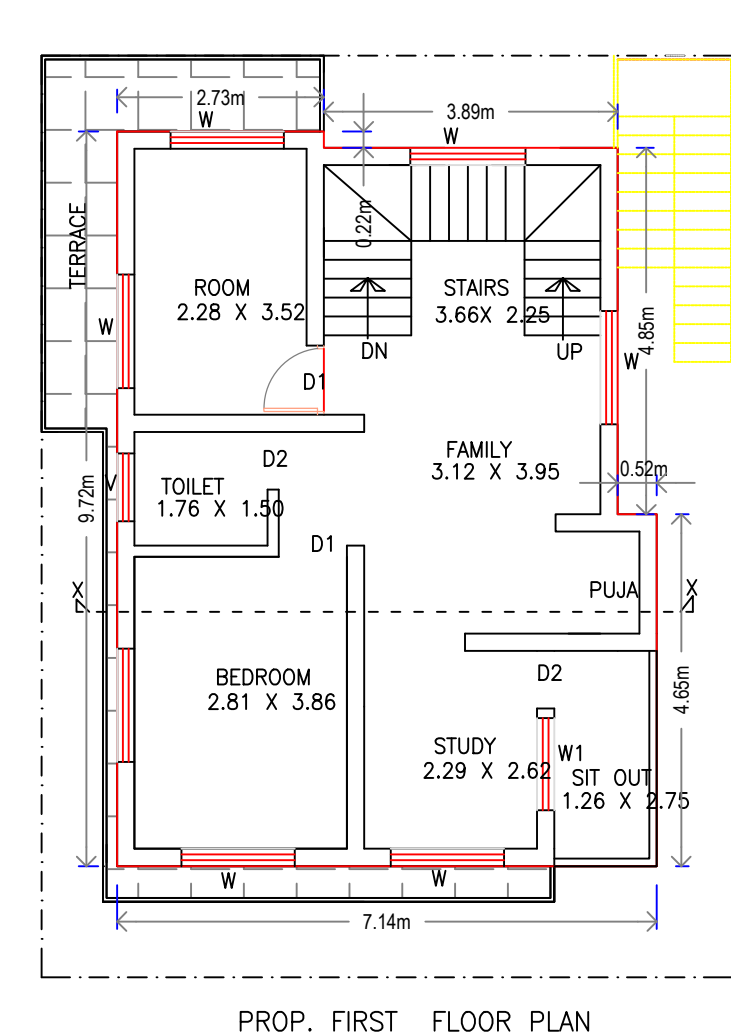 2.73m
W
3.89m
W
0.22m
TERRACE
ROOM
2.28 X 3.52
STAIRS
3.66X 2.25
4.85m
W
DN
UP
W
D1
FAMILY
3.12 X 3.95
D2
0.52m
TOILET
1.76 X 1.50
V
9.72m
D1
X
PUJA
X
BEDROOM
2.81 X 3.86
D2
4.65m
STUDY
2.29 X 2.62
W1
SIT OUT
1.26 X 2.75
W
W
7.14m
PROP. FIRST FLOOR PLAN